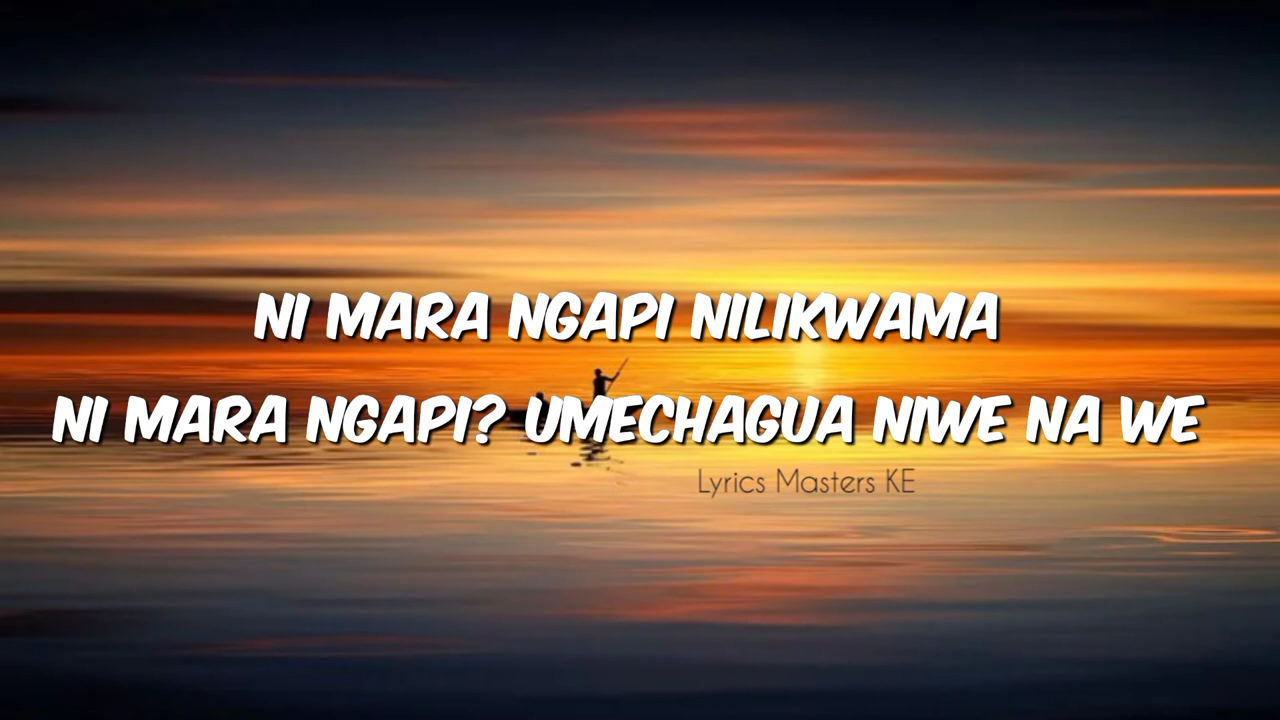 NI MARA NGAPI NILIKWAMA
NI MARA NGAPI? UMECHAGUA NIWE NA WE
Lyrics Masters KE